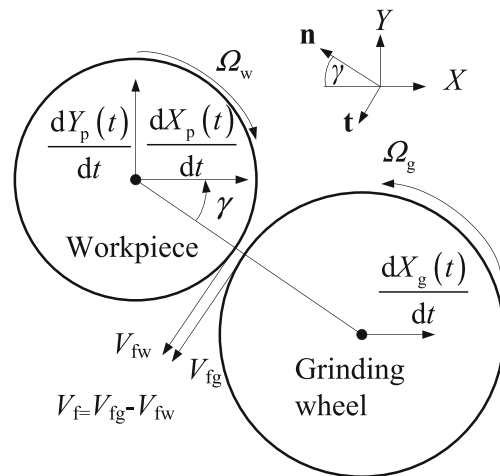 n
Y
γ
X
t
Ω_w
dY_p(t)/dt
dX_p(t)/dt
γ
Workpiece
Ω_g
dX_g(t)/dt
V_fw
V_fg
Grinding
wheel
V_f=V_fg-V_fw